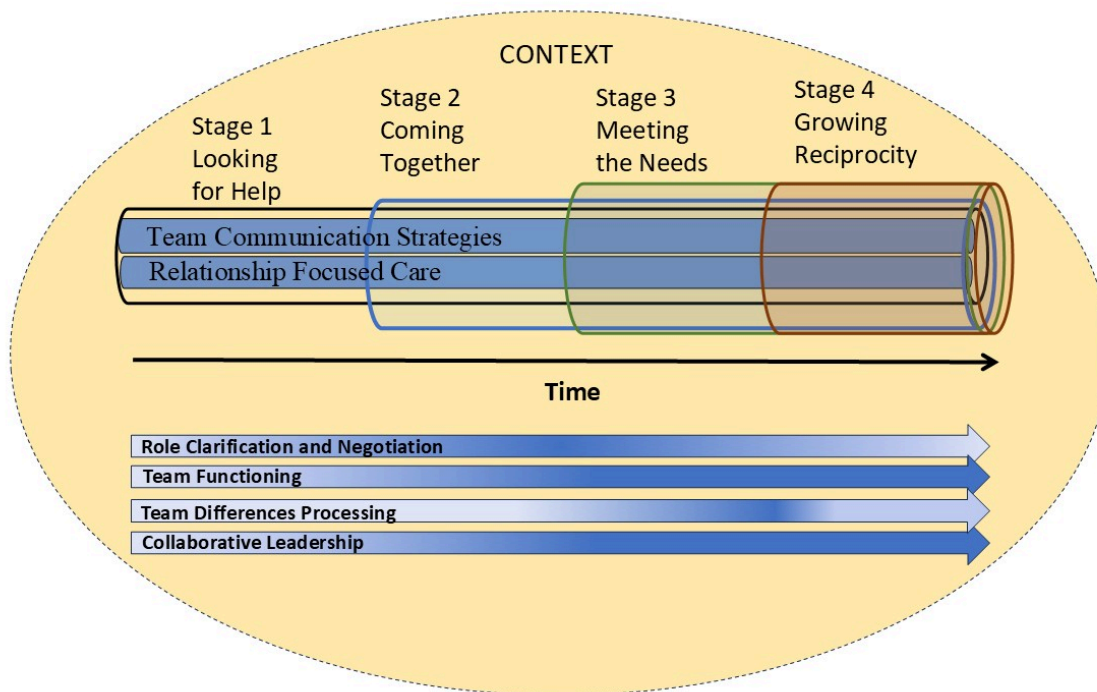 CONTEXT
Stage 1
Looking
for Help
Stage 2
Coming
Together
Stage 3
Meeting
the Needs
Stage 4
Growing
Reciprocity
Team Communication Strategies
Relationship Focused Care
Time
Role Clarification and Negotiation
Team Functioning
Team Differences Processing
Collaborative Leadership